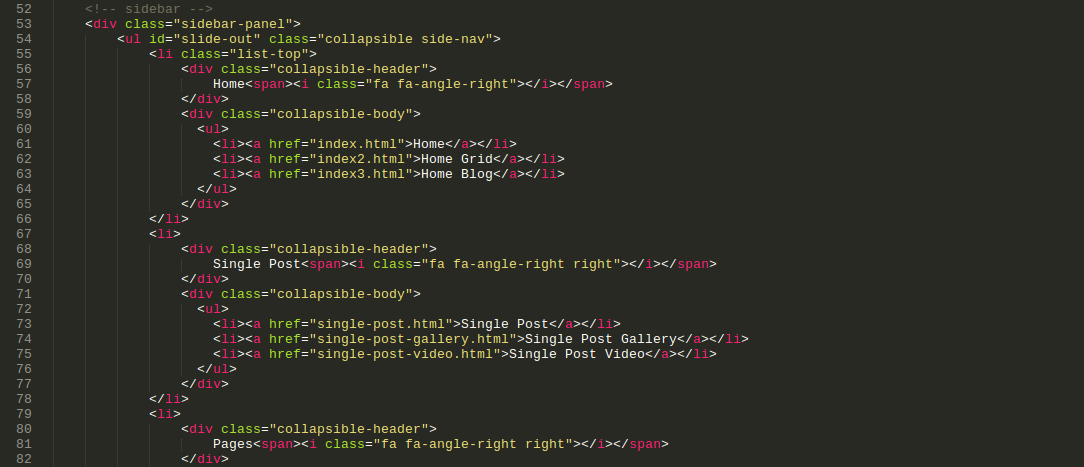 52 <!-- sidebar -->
53 <div class="sidebar-panel">
54 <ul id="slide-out" class="collapsible side-nav">
55 <li class="list-top">
56 <div class="collapsible-header">
57 Home<span><i class="fa fa-angle-right"></i></span>
58 </div>
59 <div class="collapsible-body">
60 <ul>
61 <li><a href="index.html">Home</a></li>
62 <li><a href="index2.html">Home Grid</a></li>
63 <li><a href="index3.html">Home Blog</a></li>
64 </ul>
65 </div>
66 </li>
67 <li>
68 <div class="collapsible-header">
69 Single Post<span><i class="fa fa-angle-right right"></i></span>
70 </div>
71 <div class="collapsible-body">
72 <ul>
73 <li><a href="single-post.html">Single Post</a></li>
74 <li><a href="single-post-gallery.html">Single Post Gallery</a></li>
75 <li><a href="single-post-video.html">Single Post Video</a></li>
76 </ul>
77 </div>
78 </li>
79 <li>
80 <div class="collapsible-header">
81 Pages<span><i class="fa fa-angle-right right"></i></span>
82 </div>